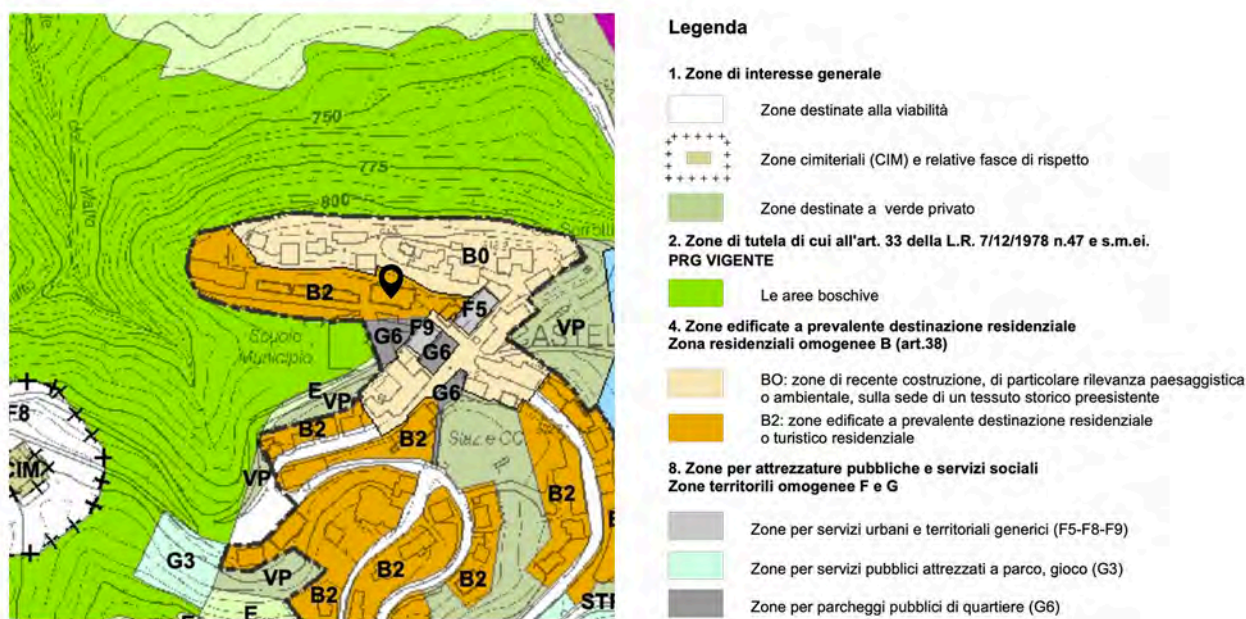 750
775
800
B0
B2
F5
G6
F9
G6
VP
CASTEL
Scuole
Municipio
G6
E
VP
B2
B2
Staz. e CC
F8
CIM
VP
B2
G3
VP
B2
B2
B2
E
STR
Legenda
1. Zone di interesse generale
Zone destinate alla viabilità
Zone cimiteriali (CIM) e relative fasce di rispetto
Zone destinate a verde privato
2. Zone di tutela di cui all'art. 33 della L.R. 7/12/1978 n.47 e s.m.ei.
PRG VIGENTE
Le aree boschive
4. Zone edificate a prevalente destinazione residenziale
Zona residenziali omogenee B (art.38)
BO: zone di recente costruzione, di particolare rilevanza paesaggistica
o ambientale, sulla sede di un tessuto storico preesistente
B2: zone edificate a prevalente destinazione residenziale
o turistico residenziale
8. Zone per attrezzature pubbliche e servizi sociali
Zone territorili omogenee F e G
Zone per servizi urbani e territoriali generici (F5-F8-F9)
Zone per servizi pubblici attrezzati a parco, gioco (G3)
Zone per parcheggi pubblici di quartiere (G6)